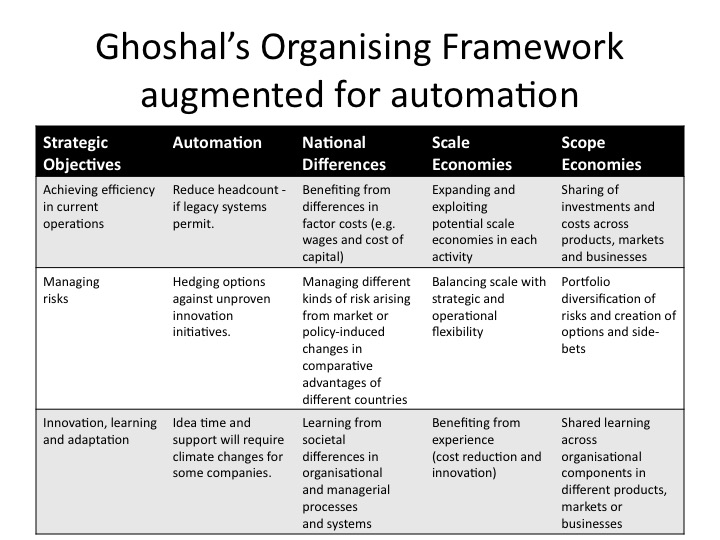 Ghoshal's Organising Framework
augmented for automation
Strategic
Objectives
Automation
National
Differences
Scale
Economies
Scope
Economies
Achieving efficiency
in current
operations
Reduce headcount -
if legacy systems
permit.
Benefiting from
differences in
factor costs (e.g.
wages and cost of
capital)
Expanding and
exploiting
potential scale
economies in each
activity
Sharing of
investments and
costs across
products, markets
and businesses
Managing
risks
Hedging options
against unproven
innovation
initiatives.
Managing different
kinds of risk arising
from market or
policy-induced
changes in
comparative
advantages of
different countries
Balancing scale with
strategic and
operational
flexibility
Portfolio
diversification of
risks and creation of
options and side-
bets
Innovation, learning
and adaptation
Idea time and
support will require
climate changes for
some companies.
Learning from
societal
differences in
organisational
and managerial
processes
and systems
Benefiting from
experience
(cost reduction and
innovation)
Shared learning
across
organisational
components in
different products,
markets or
businesses